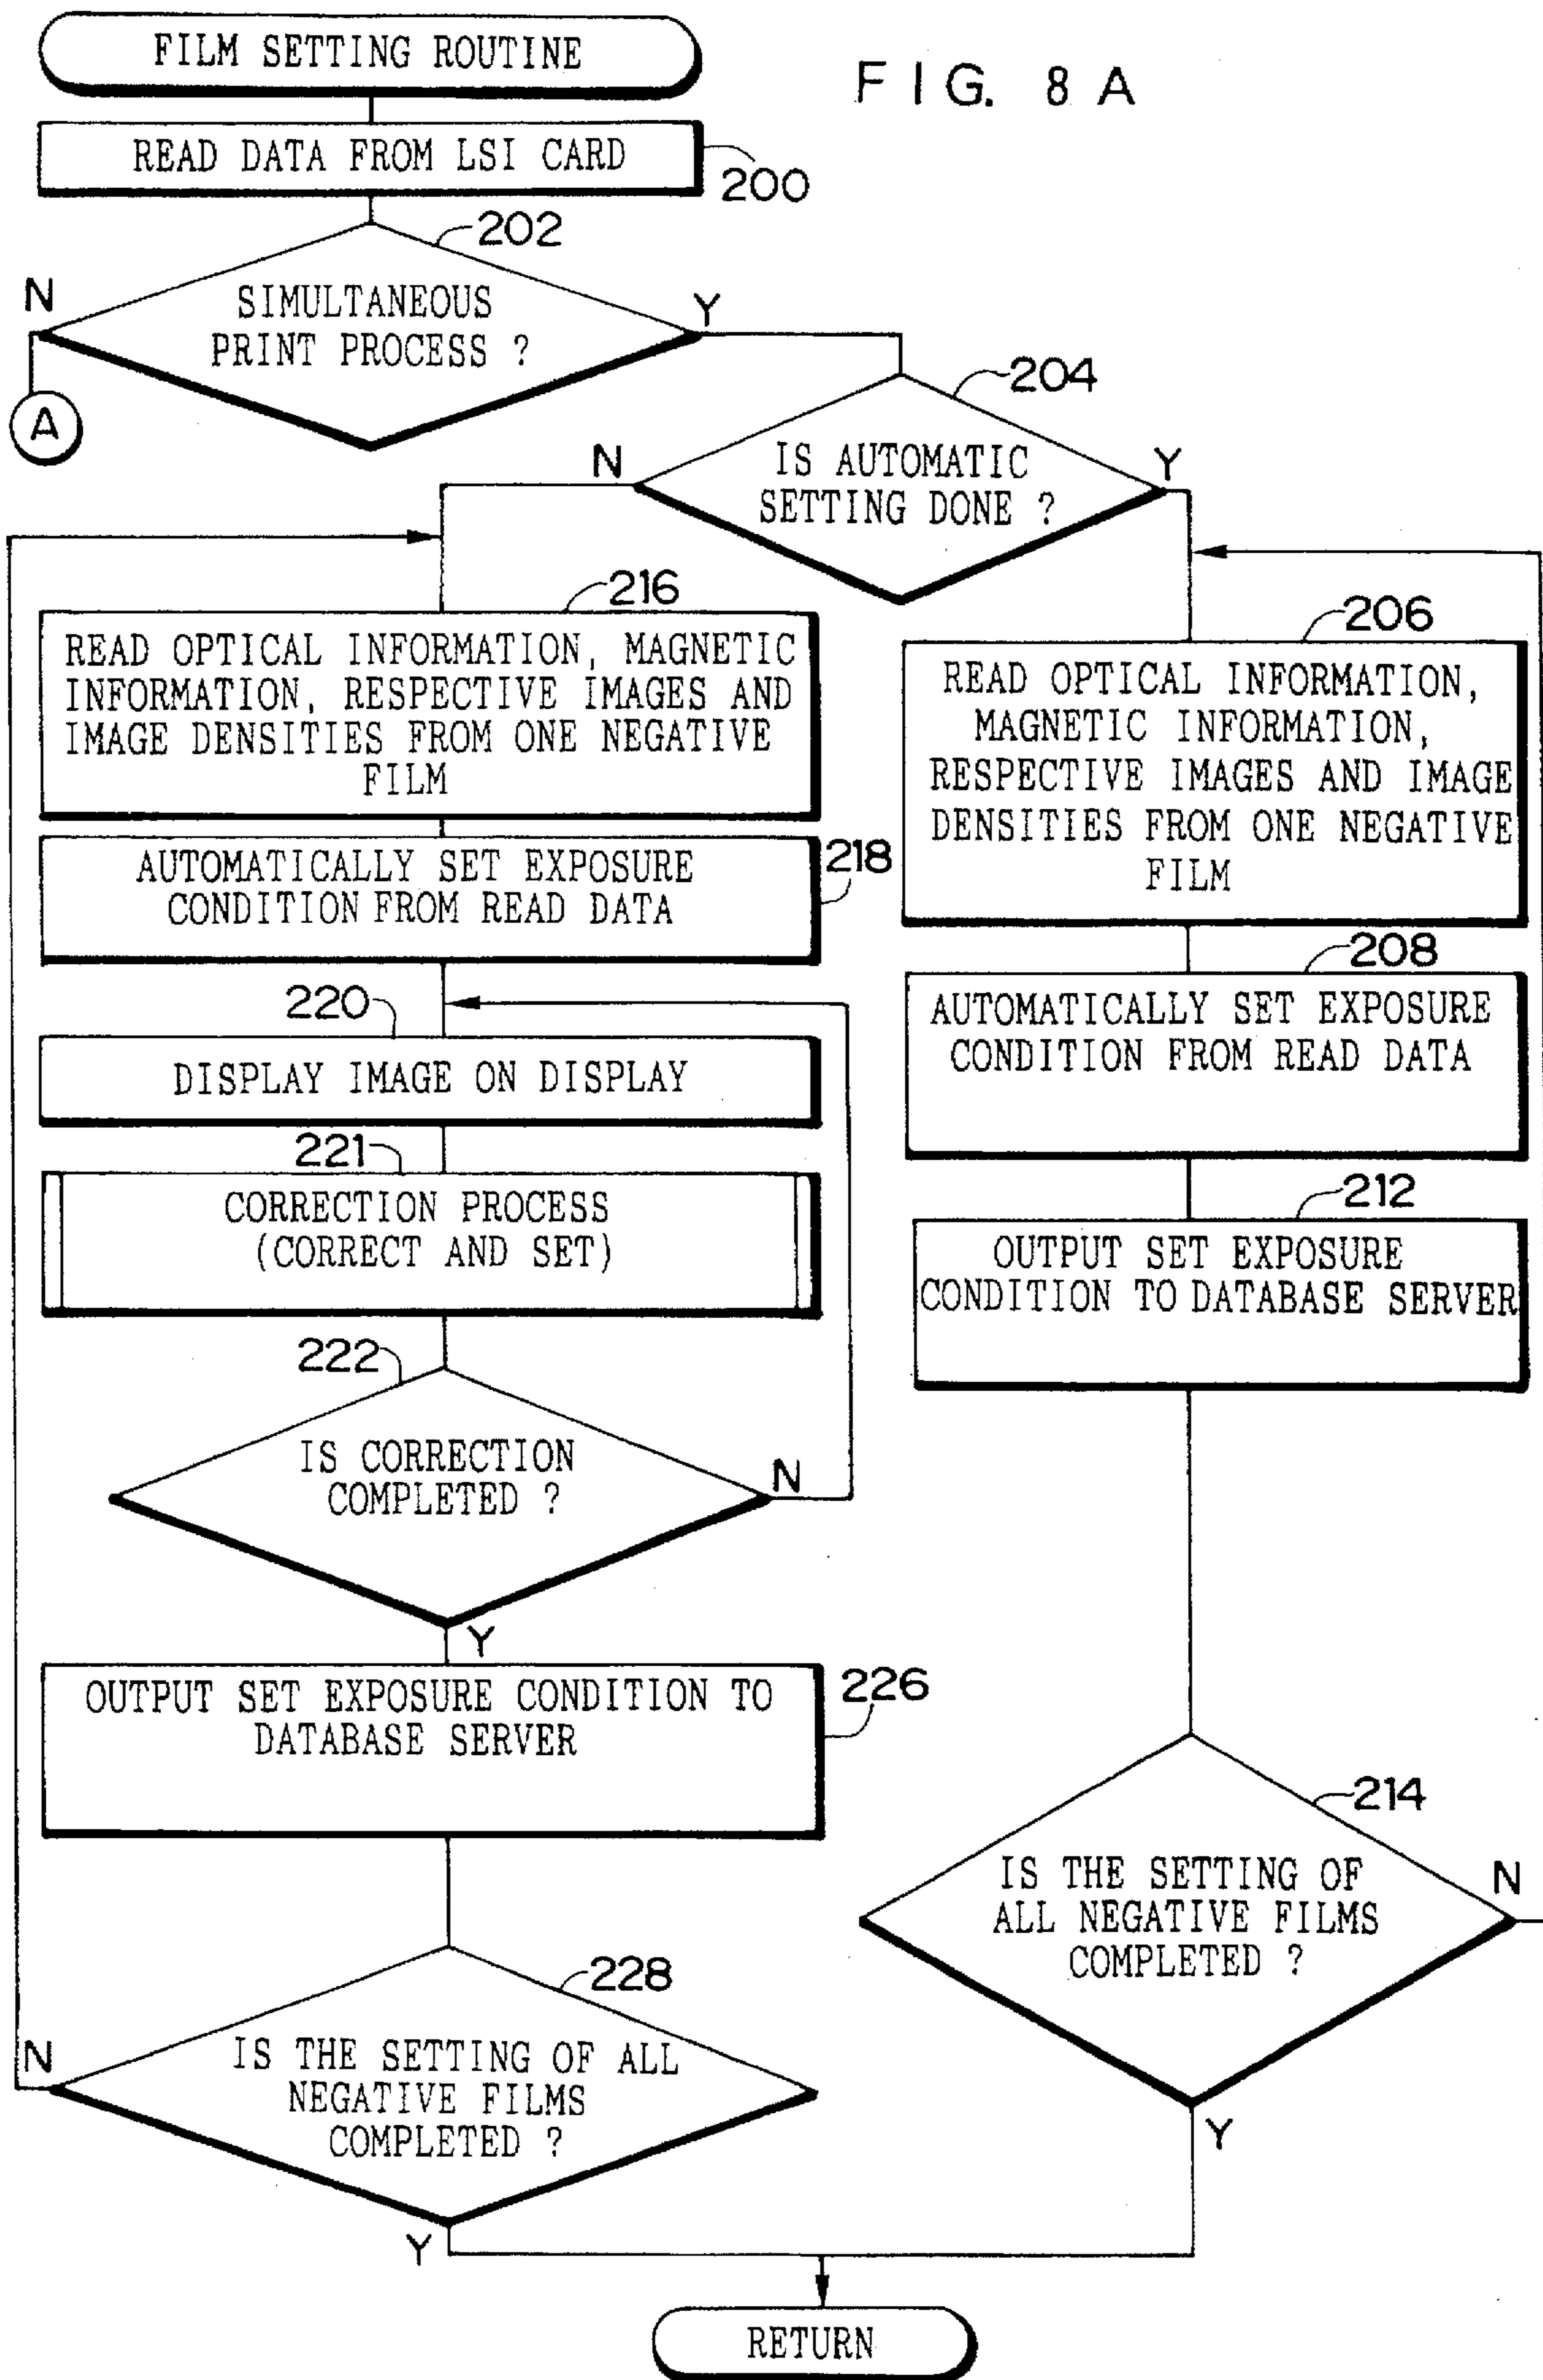 FILM SETTING ROUTINE
FIG. 8 A
READ DATA FROM LSI CARD
200
202
N
SIMULTANEOUS
PRINT PROCESS ?
Y
A
204
N
IS AUTOMATIC
SETTING DONE ?
Y
216
READ OPTICAL INFORMATION, MAGNETIC
INFORMATION, RESPECTIVE IMAGES AND
IMAGE DENSITIES FROM ONE NEGATIVE
FILM
AUTOMATICALLY SET EXPOSURE
CONDITION FROM READ DATA
218
220
DISPLAY IMAGE ON DISPLAY
221
CORRECTION PROCESS
(CORRECT AND SET)
222
IS CORRECTION
COMPLETED ?
N
Y
OUTPUT SET EXPOSURE CONDITION TO
DATABASE SERVER
226
228
N
IS THE SETTING OF ALL
NEGATIVE FILMS
COMPLETED ?
Y
206
READ OPTICAL INFORMATION,
MAGNETIC INFORMATION,
RESPECTIVE IMAGES AND IMAGE
DENSITIES FROM ONE NEGATIVE
FILM
208
AUTOMATICALLY SET EXPOSURE
CONDITION FROM READ DATA
212
OUTPUT SET EXPOSURE
CONDITION TO DATABASE SERVER
214
IS THE SETTING OF
ALL NEGATIVE FILMS
COMPLETED ?
N
Y
RETURN